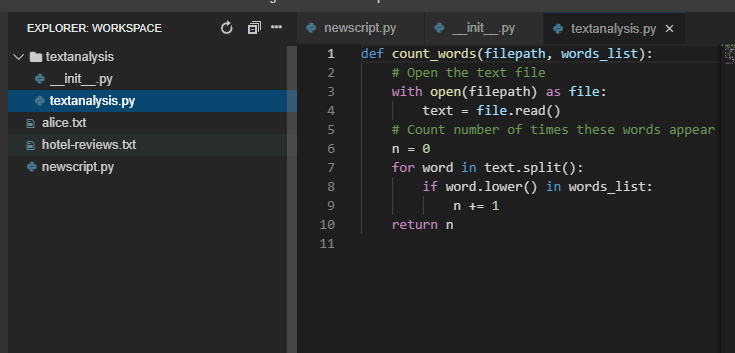 EXPLORER: WORKSPACE
textanalysis
__init__.py
textanalysis.py
alice.txt
hotel-reviews.txt
newscript.py
newscript.py __init__.py textanalysis.py
1 def count_words(filepath, words_list):
2 # Open the text file
3 with open(filepath) as file:
4 text = file.read()
5 # Count number of times these words appear
6 n = 0
7 for word in text.split():
8 if word.lower() in words_list:
9 n += 1
10 return n
11